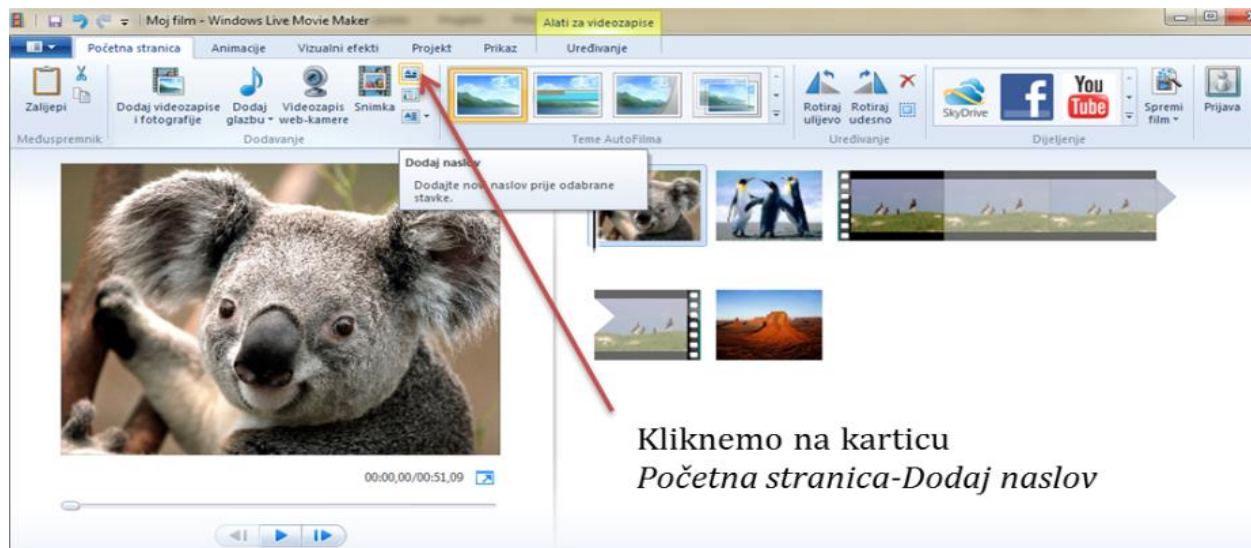 Moj film - Windows Live Movie Maker
Alati za videozapise
Početna stranica Animacije Vizualni efekti Projekt Prikaz Uređivanje
Zalijepi
Dodaj videozapise
i fotografije
Dodaj
glazbu
Videozapis
web-kamere
Snimka
Rotiraj
ulijevo
Rotiraj
udesno
SkyDrive
f
You
Tube
Spremi
film
Prijava
Međuspremnik Dodavanje Teme AutoFilma Uređivanje Dijeljenje
Dodaj naslov
Dodajte novi naslov prije odabrane
stavke.
00:00,00/00:51,09
Kliknemo na karticu
Početna stranica-Dodaj naslov